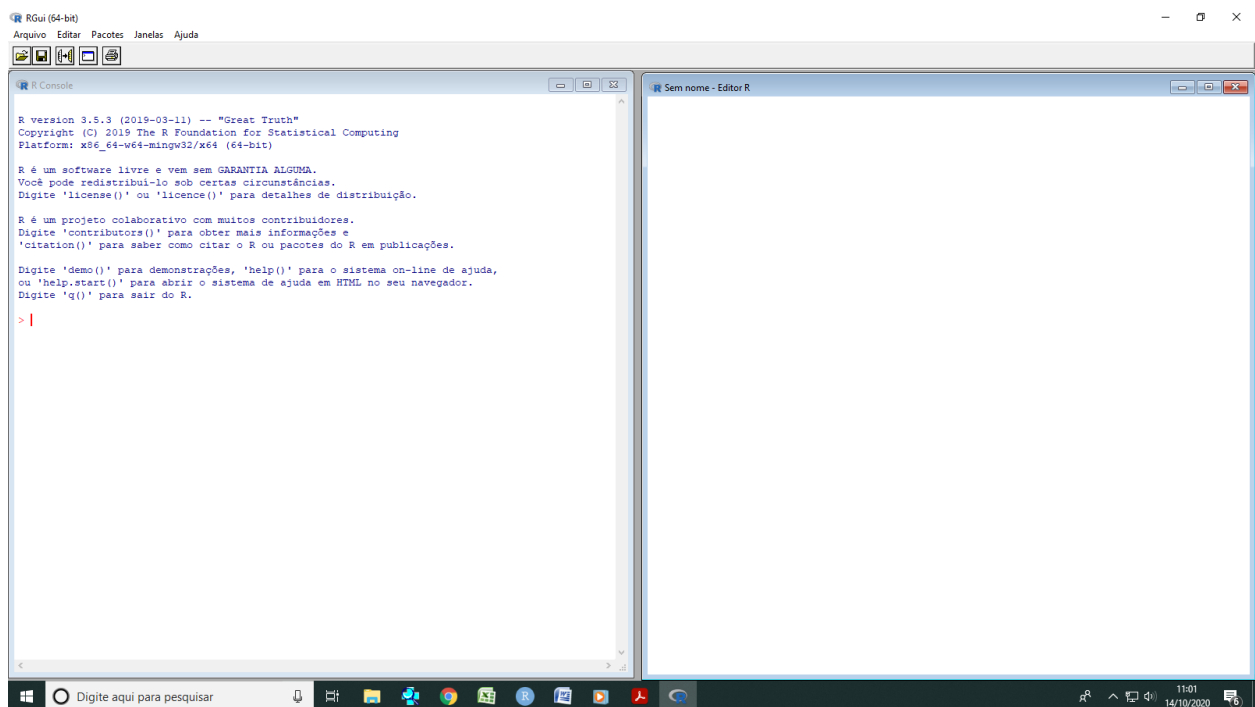 RGui (64-bit)
Arquivo Editar Pacotes Janelas Ajuda
R Console
R version 3.5.3 (2019-03-11) -- "Great Truth"
Copyright (C) 2019 The R Foundation for Statistical Computing
Platform: x86_64-w64-mingw32/x64 (64-bit)
R é um software livre e vem sem GARANTIA ALGUMA.
Você pode redistribuí-lo sob certas circunstâncias.
Digite 'license()' ou 'licence()' para detalhes de distribuição.
R é um projeto colaborativo com muitos contribuidores.
Digite 'contributors()' para obter mais informações e
'citation()' para saber como citar o R ou pacotes do R em publicações.
Digite 'demo()' para demonstrações, 'help()' para o sistema on-line de ajuda,
ou 'help.start()' para abrir o sistema de ajuda em HTML no seu navegador.
Digite 'q()' para sair do R.
>
Sem nome - Editor R
Digite aqui para pesquisar
11:01
14/10/2020
6